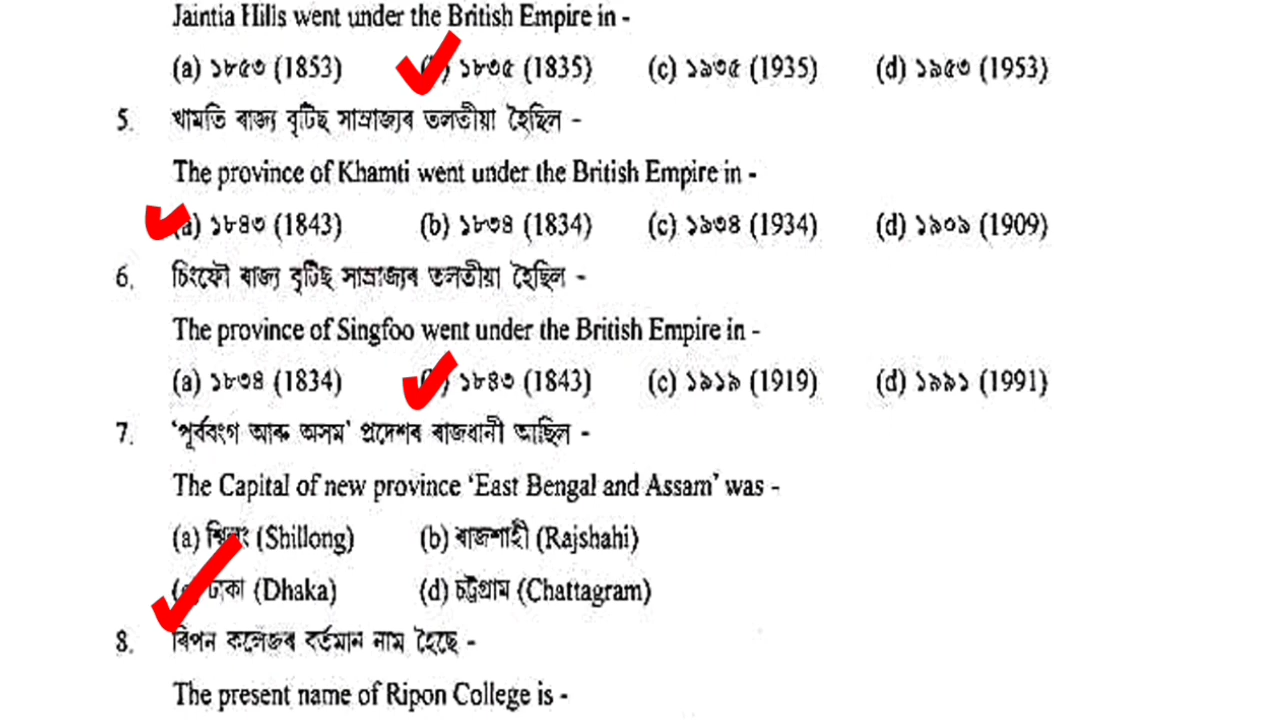 Jaintia Hills went under the British Empire in -
(a) ১৮৫৩ (1853) (b) ১৮৩৫ (1835) (c) ১৯৩৫ (1935) (d) ১৯৫৩ (1953)
5. খামতি ৰাজ্য বৃটিছ সাম্ৰাজ্যৰ তলতীয়া হৈছিল -
The province of Khamti went under the British Empire in -
(a) ১৮৪৩ (1843) (b) ১৮৩৪ (1834) (c) ১৯৩৪ (1934) (d) ১৯০৯ (1909)
6. চিংফৌ ৰাজ্য বৃটিছ সাম্ৰাজ্যৰ তলতীয়া হৈছিল -
The province of Singfoo went under the British Empire in -
(a) ১৮৩৪ (1834) (b) ১৮৪৩ (1843) (c) ১৯১৯ (1919) (d) ১৯৯১ (1991)
7. ‘পূৰ্ববংগ আৰু অসম’ প্ৰদেশৰ ৰাজধানী আছিল -
The Capital of new province ‘East Bengal and Assam’ was -
(a) শ্বিলং (Shillong) (b) ৰাজশাহী (Rajshahi)
(c) ঢাকা (Dhaka) (d) চট্টগ্ৰাম (Chattagram)
8. ৰিপন কলেজৰ বৰ্তমান নাম হৈছে -
The present name of Ripon College is -